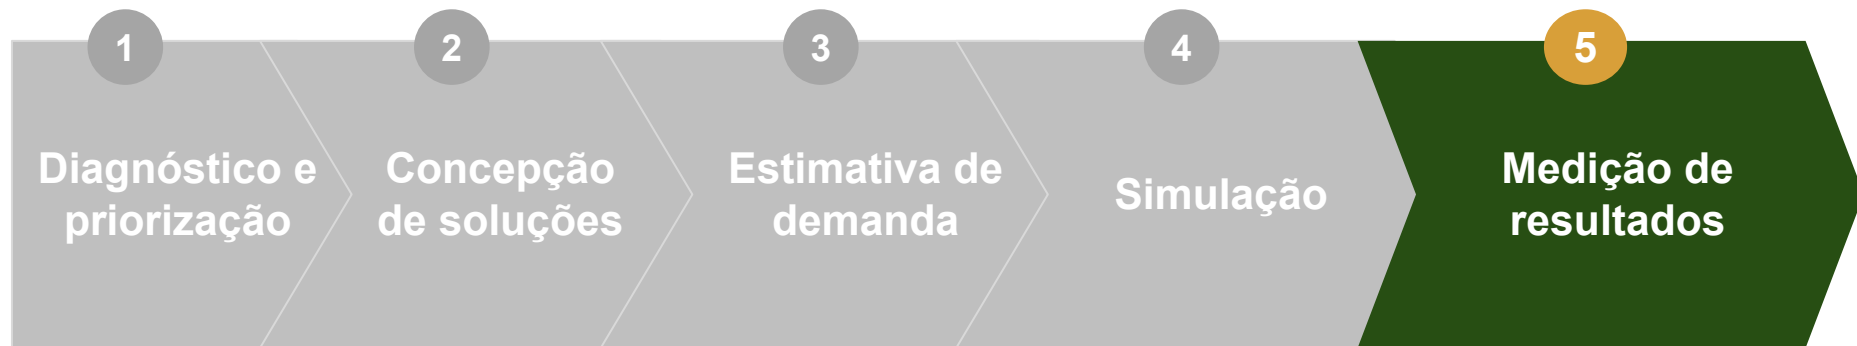 1
Diagnóstico e
priorização
2
Concepção
de soluções
3
Estimativa de
demanda
4
Simulação
5
Medição de
resultados